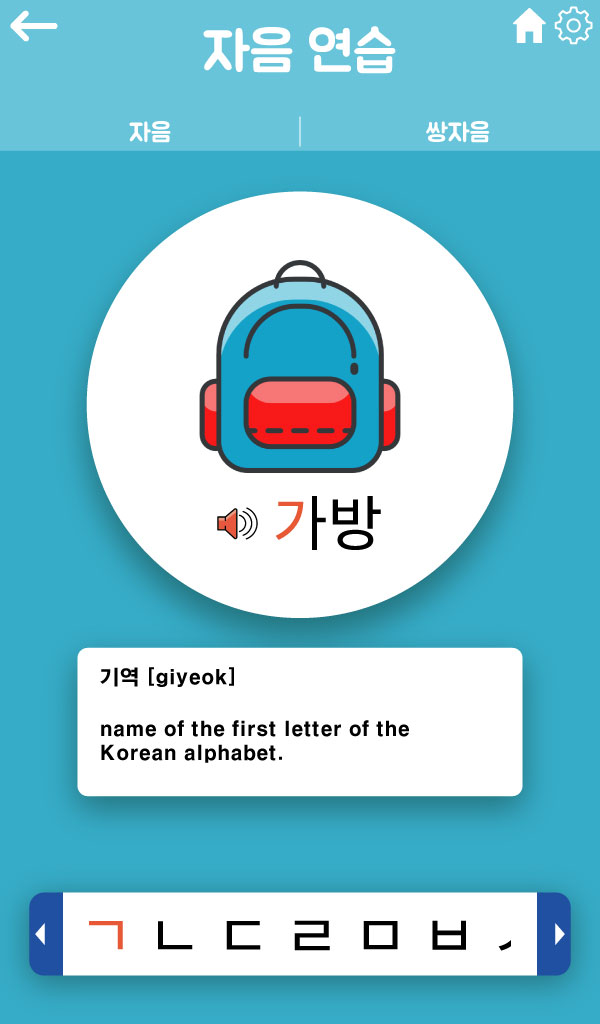 자음 연습
자음
쌍자음
가방
기역 [giyeok]
name of the first letter of the
Korean alphabet.
ㄱ ㄴ ㄷ ㄹ ㅁ ㅂ